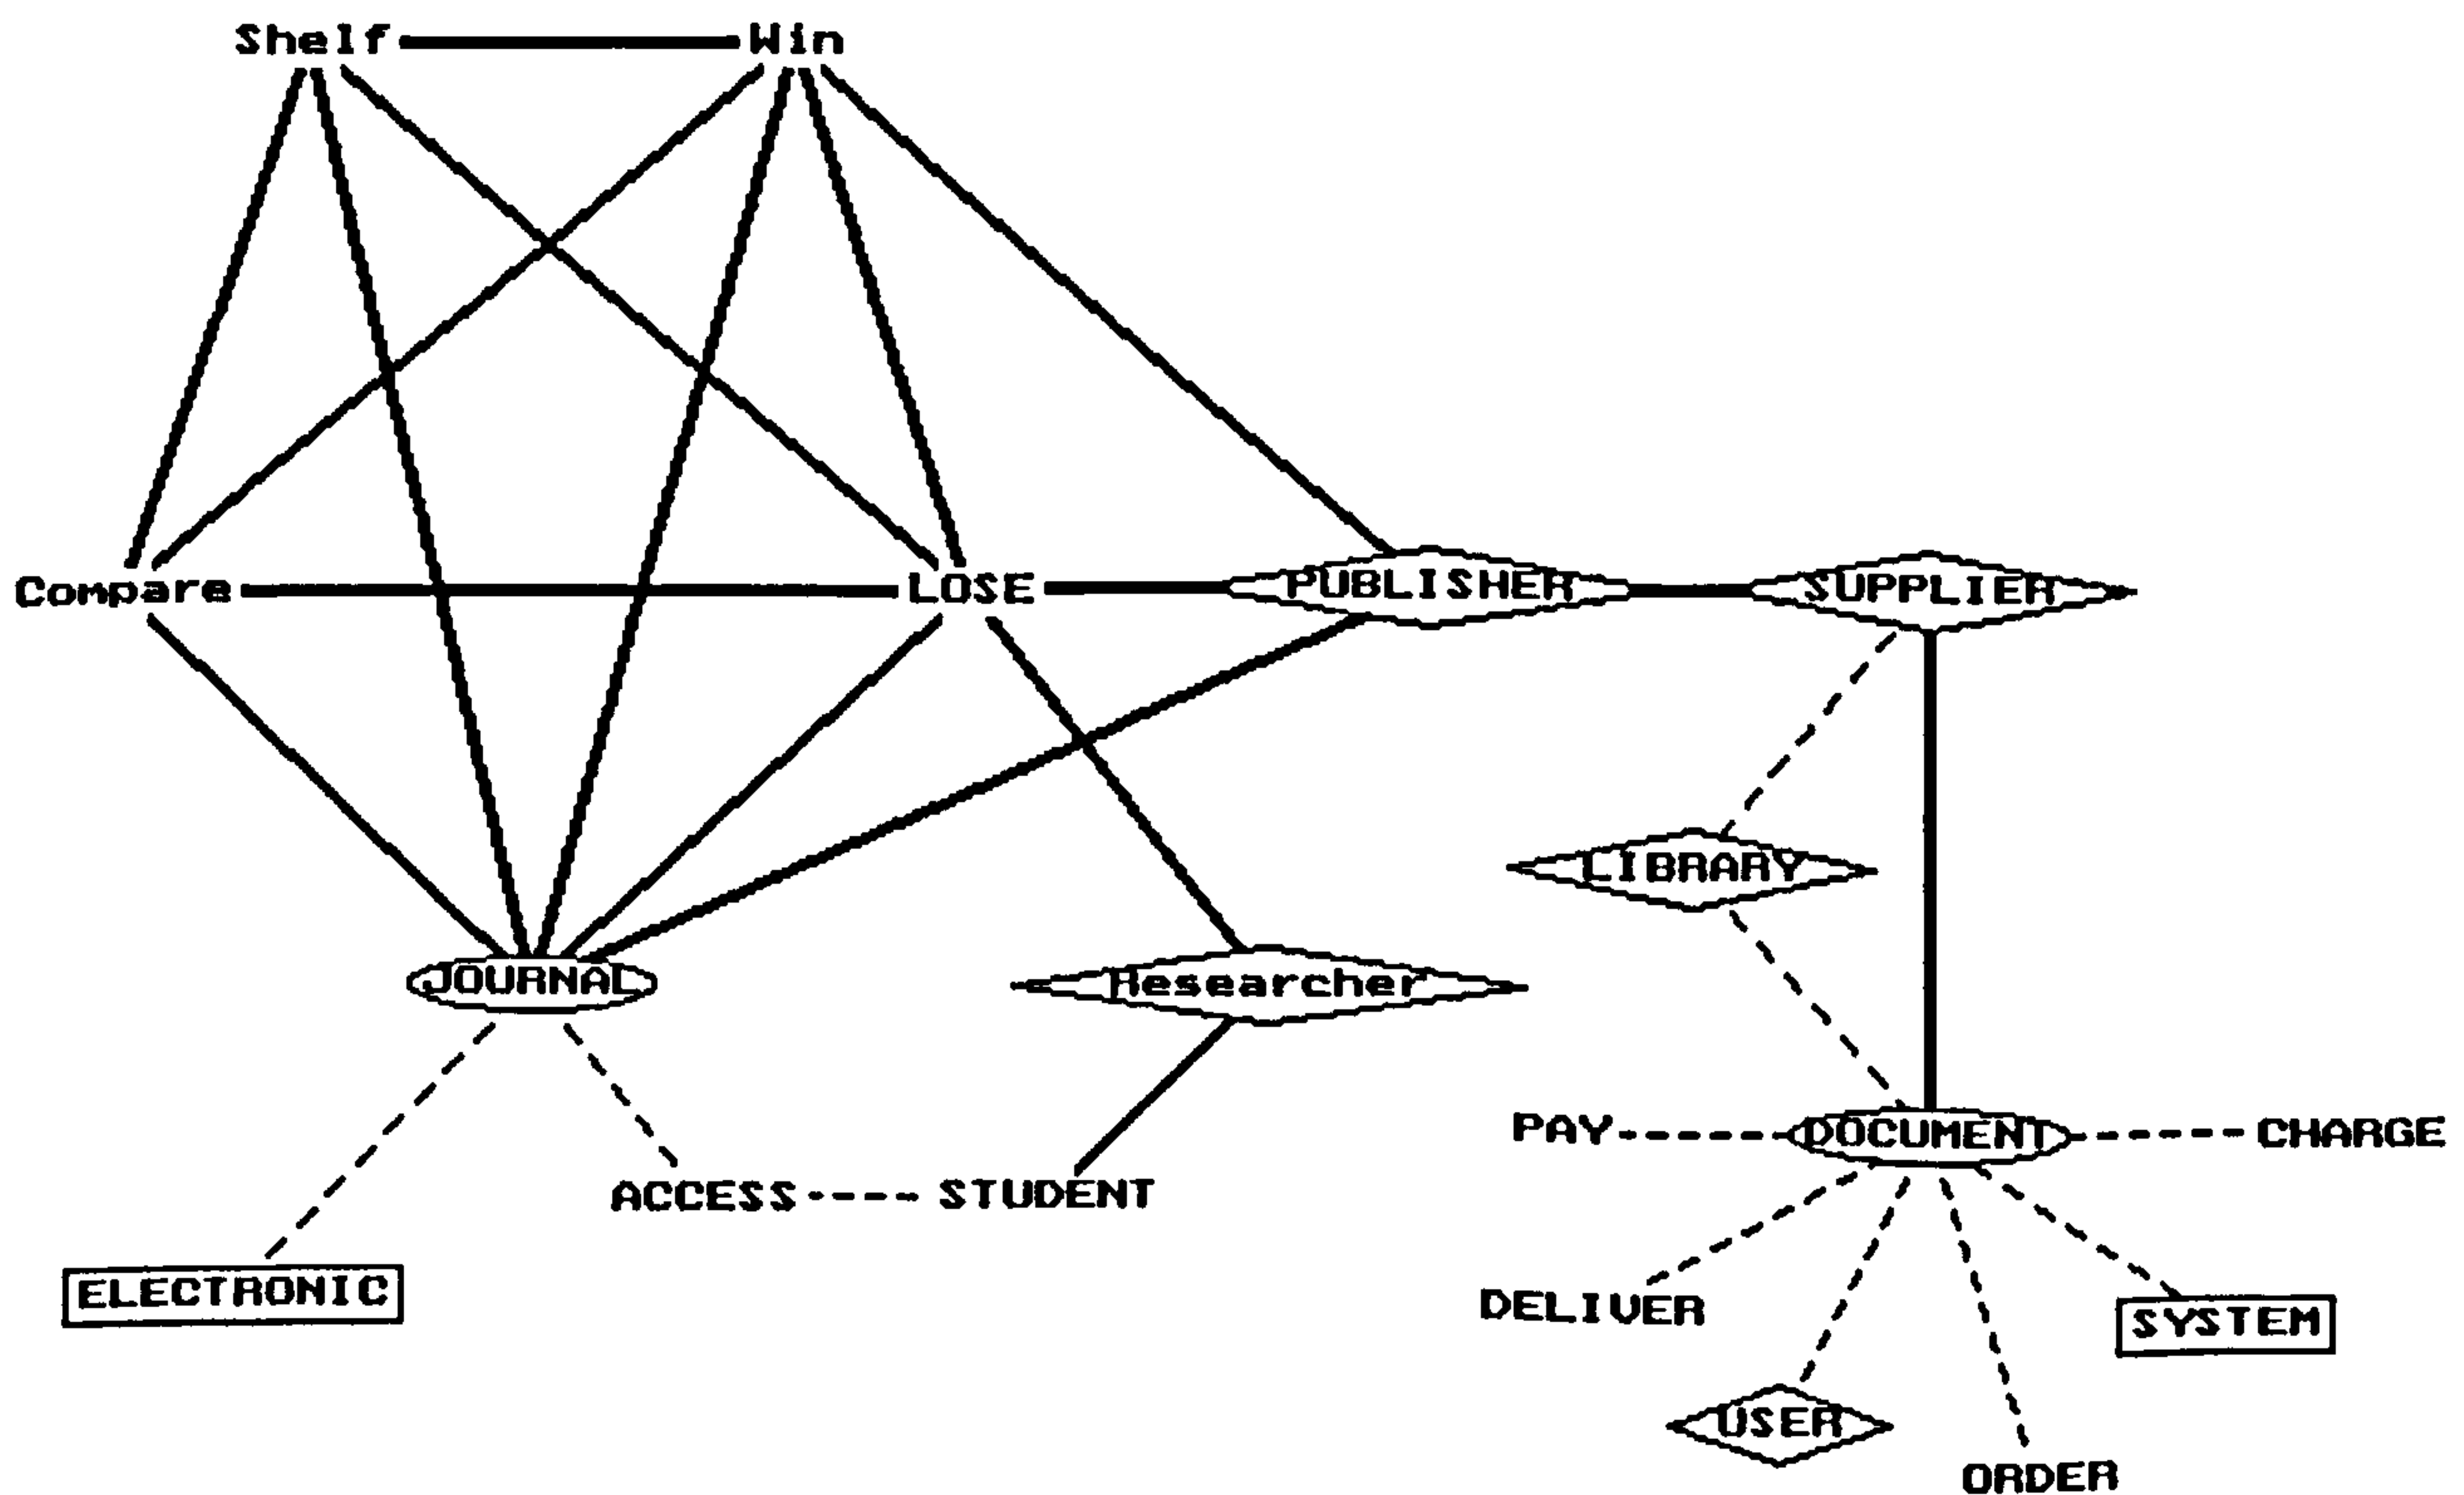 Shelf Win
Compare LOSE PUBLISHER SUPPLIER
LIBRARY
JOURNAL Researcher
PAY DOCUMENT CHARGE
ACCESS STUDENT
ELECTRONIC DELIVER SYSTEM
USER
ORDER